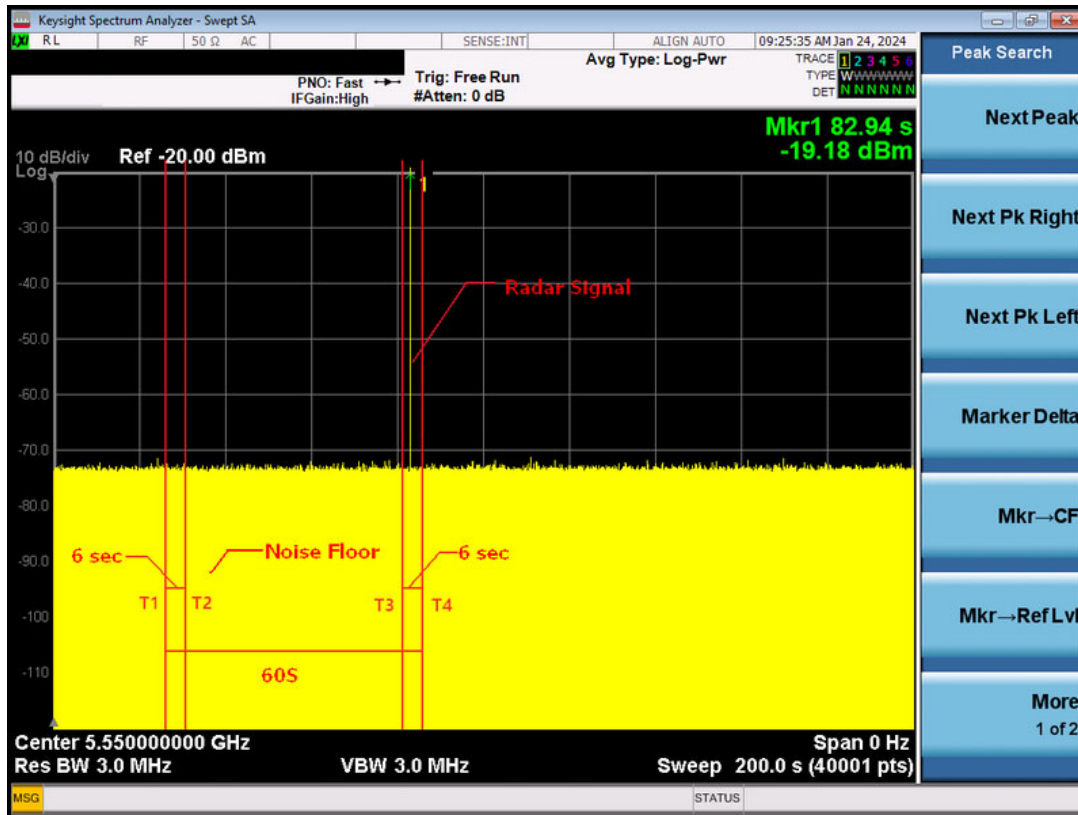 Keysight Spectrum Analyzer - Swept SA
LXI RL RF 50 Ω AC SENSE:INT ALIGN AUTO 09:25:35 AM Jan 24, 2024
PNO: Fast
IFGain:High
Trig: Free Run
#Atten: 0 dB
Avg Type: Log-Pwr
TRACE 1 2 3 4 5 6
TYPE WWWWWW
DET N N N N N N
Mkr1 82.94 s
-19.18 dBm
10 dB/div Ref -20.00 dBm
Log
1
-30.0
-40.0
Radar Signal
-50.0
-60.0
-70.0
-80.0
-90.0
6 sec
Noise Floor
6 sec
T1 T2 T3 T4
-100
-110
60S
Center 5.550000000 GHz Span 0 Hz
Res BW 3.0 MHz VBW 3.0 MHz Sweep 200.0 s (40001 pts)
MSG STATUS
Peak Search
Next Peak
Next Pk Right
Next Pk Left
Marker Delta
Mkr→CF
Mkr→Ref Lvl
More
1 of 2